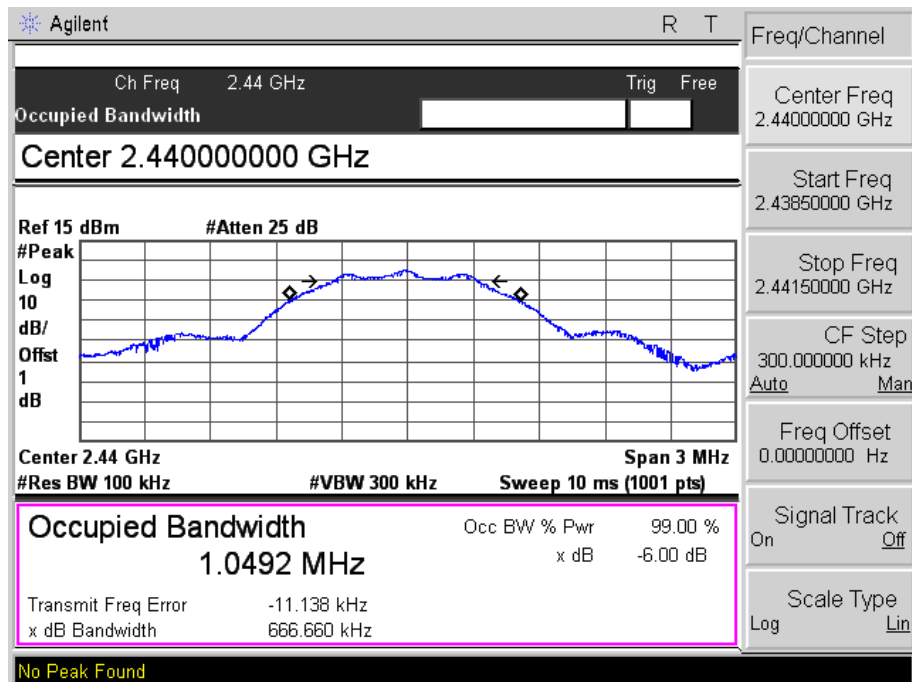 Agilent R T
Ch Freq 2.44 GHz Trig Free
Occupied Bandwidth
Center 2.440000000 GHz
Ref 15 dBm #Atten 25 dB
#Peak
Log
10
dB/
Offst
1
dB
Center 2.44 GHz Span 3 MHz
#Res BW 100 kHz #VBW 300 kHz Sweep 10 ms (1001 pts)
Occupied Bandwidth
1.0492 MHz
Occ BW % Pwr 99.00 %
x dB -6.00 dB
Transmit Freq Error -11.138 kHz
x dB Bandwidth 666.660 kHz
No Peak Found
Freq/Channel
Center Freq
2.44000000 GHz
Start Freq
2.43850000 GHz
Stop Freq
2.44150000 GHz
CF Step
300.000000 kHz
Auto Man
Freq Offset
0.00000000 Hz
Signal Track
On Off
Scale Type
Log Lin